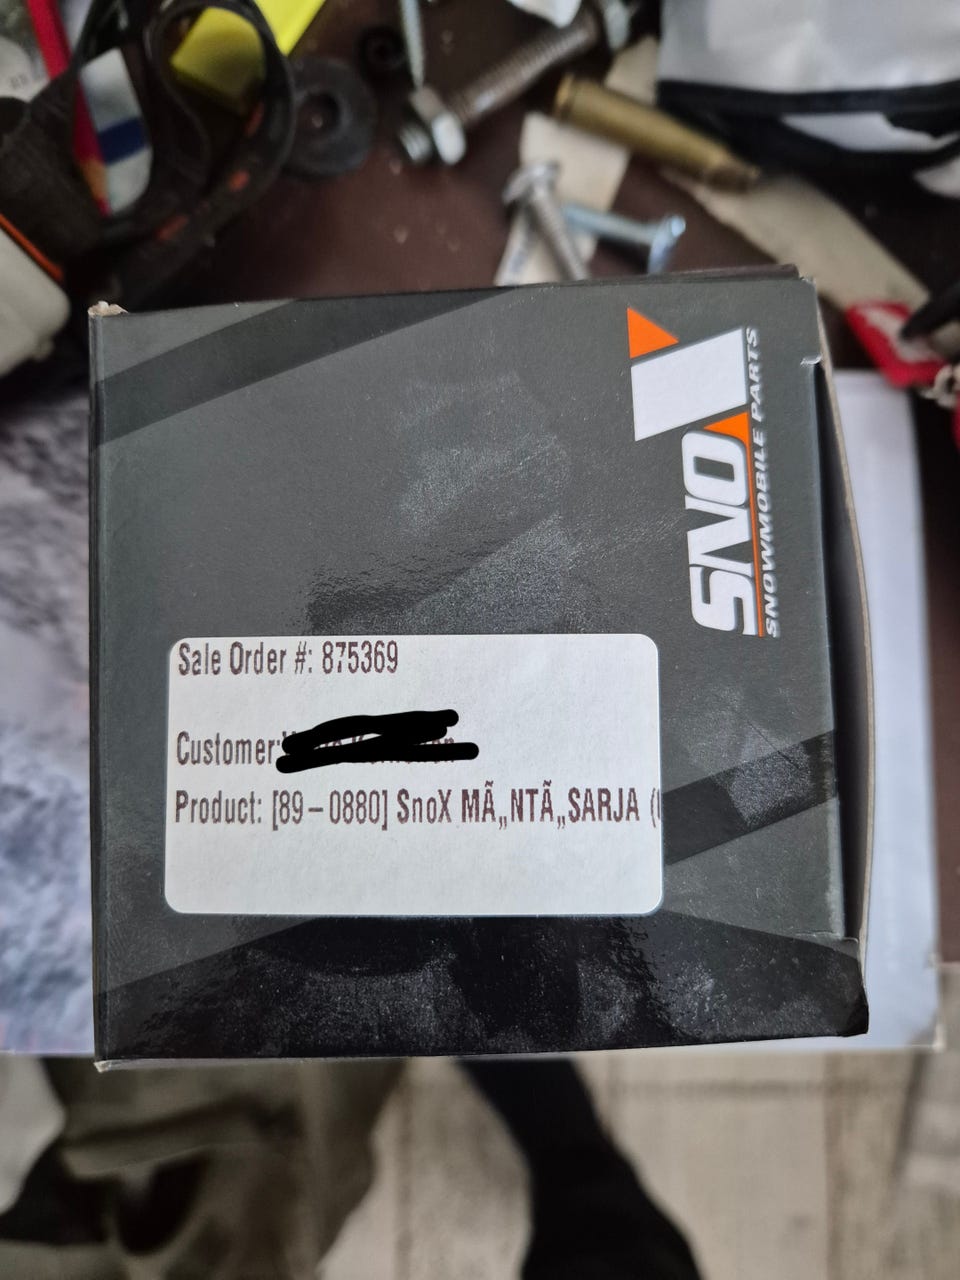 SNOX
SNOWMOBILE PARTS
Sale Order #: 875369
Customer:
Product: [89-0880] SnoX MÃ„NTÃ„SARJA (